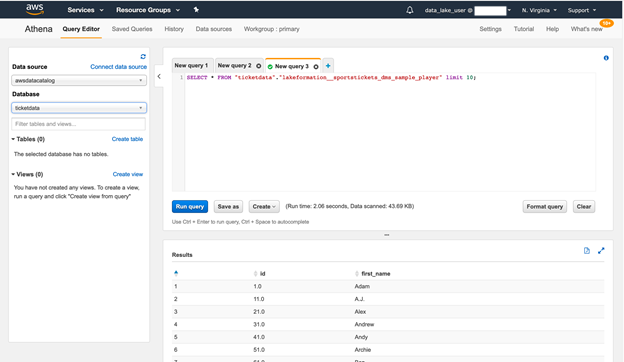 aws Services Resource Groups data_lake_user @ N. Virginia Support
Athena Query Editor Saved Queries History Data sources Workgroup : primary Settings Tutorial Help What's new 10+
Data source Connect data source
awsdatacatalog
Database
ticketdata
Filter tables and views...
Tables (0) Create table
The selected database has no tables.
Views (0) Create view
You have not created any views. To create a view,
run a query and click "Create view from query"
New query 1 New query 2 New query 3 +
1 SELECT * FROM "ticketdata"."lakeformation__sportstickets_dms_sample_player" limit 10;
Run query Save as Create (Run time: 2.06 seconds, Data scanned: 43.69 KB) Format query Clear
Use Ctrl + Enter to run query, Ctrl + Space to autocomplete
Results
id first_name
1 1.0 Adam
2 11.0 A.J.
3 21.0 Alex
4 31.0 Andrew
5 41.0 Andy
6 51.0 Archie